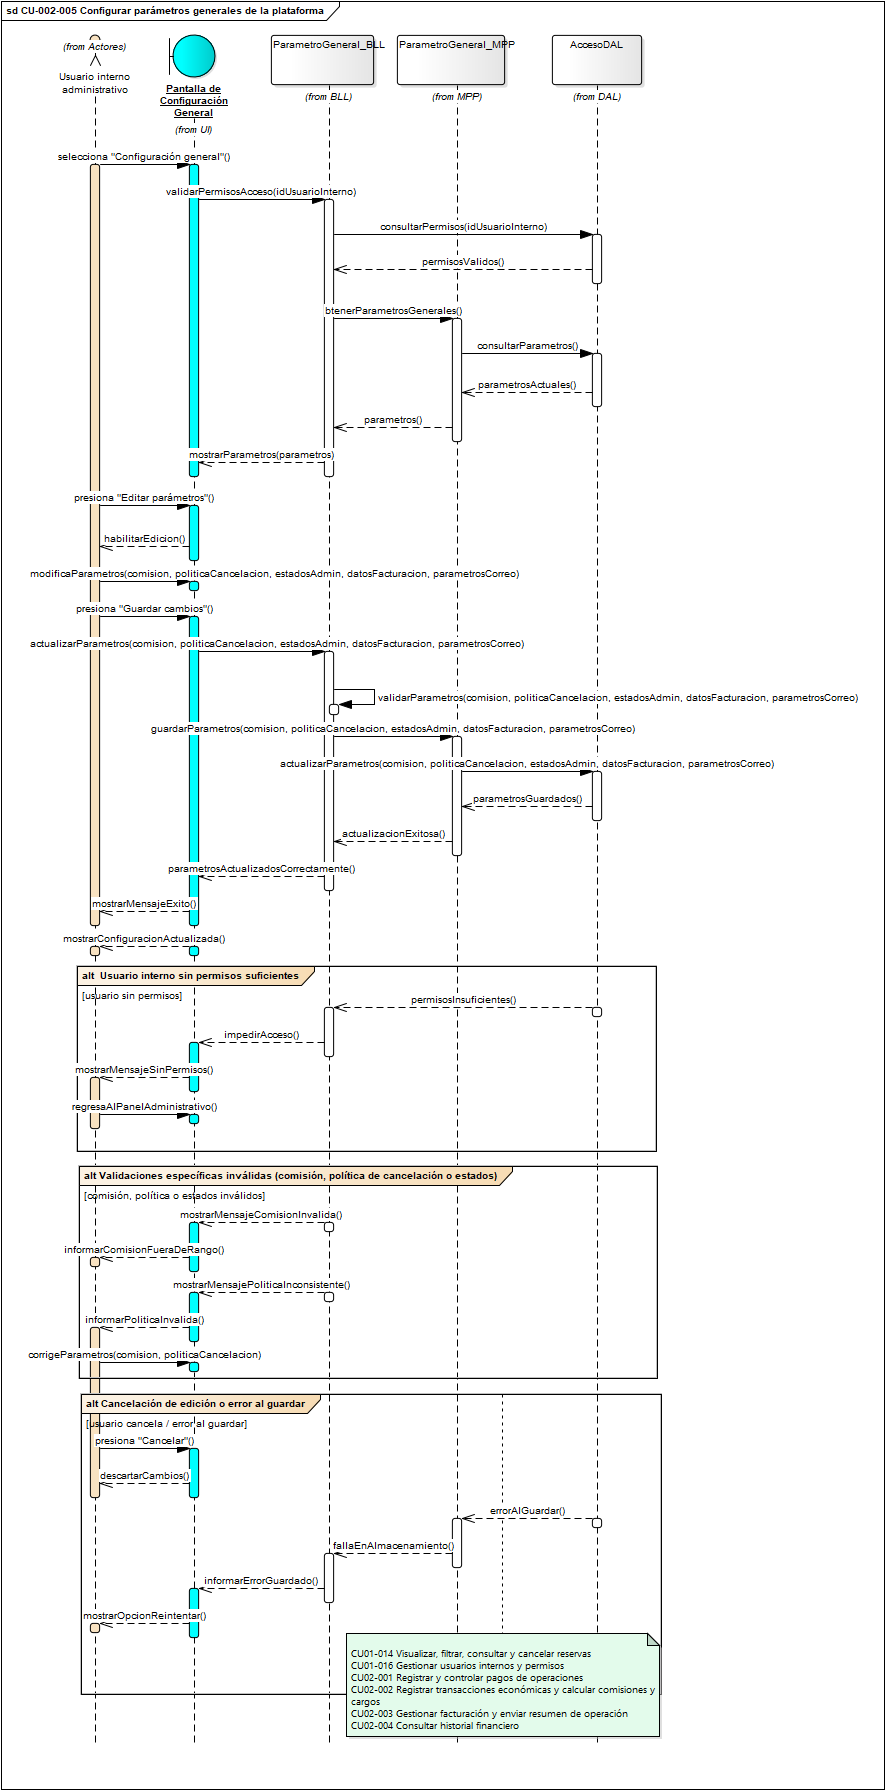 sd CU-002-005 Configurar parámetros generales de la plataforma
(from Actores)
Usuario interno
administrativo
Pantalla de
Configuración
General
(from UI)
ParametroGeneral_BLL
(from BLL)
ParametroGeneral_MPP
(from MPP)
AccesoDAL
(from DAL)
selecciona "Configuración general"()
validarPermisosAcceso(idUsuarioInterno)
consultarPermisos(idUsuarioInterno)
permisosValidos()
btenerParametrosGenerales()
consultarParametros()
parametrosActuales()
parametros()
mostrarParametros(parametros)
presiona "Editar parámetros"()
habilitarEdicion()
modificaParametros(comision, politicaCancelacion, estadosAdmin, datosFacturacion, parametrosCorreo)
presiona "Guardar cambios"()
actualizarParametros(comision, politicaCancelacion, estadosAdmin, datosFacturacion, parametrosCorreo)
validarParametros(comision, politicaCancelacion, estadosAdmin, datosFacturacion, parametrosCorreo)
guardarParametros(comision, politicaCancelacion, estadosAdmin, datosFacturacion, parametrosCorreo)
actualizarParametros(comision, politicaCancelacion, estadosAdmin, datosFacturacion, parametrosCorreo)
parametrosGuardados()
actualizacionExitosa()
parametrosActualizadosCorrectamente()
mostrarMensajeExito()
mostrarConfiguracionActualizada()
alt Usuario interno sin permisos suficientes
[usuario sin permisos]
permisosInsuficientes()
impedirAcceso()
mostrarMensajeSinPermisos()
regresaAlPanelAdministrativo()
alt Validaciones específicas inválidas (comisión, política de cancelación o estados)
[comisión, política o estados inválidos]
mostrarMensajeComisionInvalida()
informarComisionFueraDeRango()
mostrarMensajePoliticaInconsistente()
informarPoliticaInvalida()
corrigeParametros(comision, politicaCancelacion)
alt Cancelación de edición o error al guardar
[usuario cancela / error al guardar]
presiona "Cancelar"()
descartarCambios()
errorAlGuardar()
fallaEnAlmacenamiento()
informarErrorGuardado()
mostrarOpcionReintentar()
CU01-014 Visualizar, filtrar, consultar y cancelar reservas
CU01-016 Gestionar usuarios internos y permisos
CU02-001 Registrar y controlar pagos de operaciones
CU02-002 Registrar transacciones económicas y calcular comisiones y
cargos
CU02-003 Gestionar facturación y enviar resumen de operación
CU02-004 Consultar historial financiero